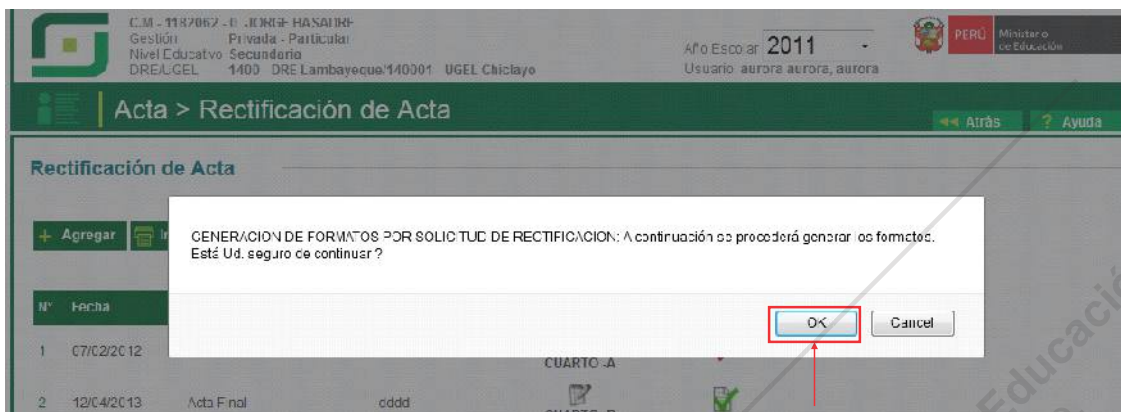 C.M - 1182062 - 0 JORGE BASADRE
Gestión Privada - Particular
Nivel Educatvo Secundaria
DRE/UGEL 1400 DRE Lambayeque/140001 UGEL Chiclayo
Año Escolar 2011
Usuario aurora aurora, aurora
PERÚ Ministerio de Educación
Acta > Rectificación de Acta
Atrás ? Ayuda
Rectificación de Acta
+ Agregar
GENERACION DE FORMATOS POR SOLICITUD DE RECTIFICACION: A continuación se procederá generar los formatos.
Está Ud. seguro de continuar ?
OK Cancel
N° Fecha
1 07/02/2012
CUARTO -A
2 12/04/2013 Acta Final dddd
Educació